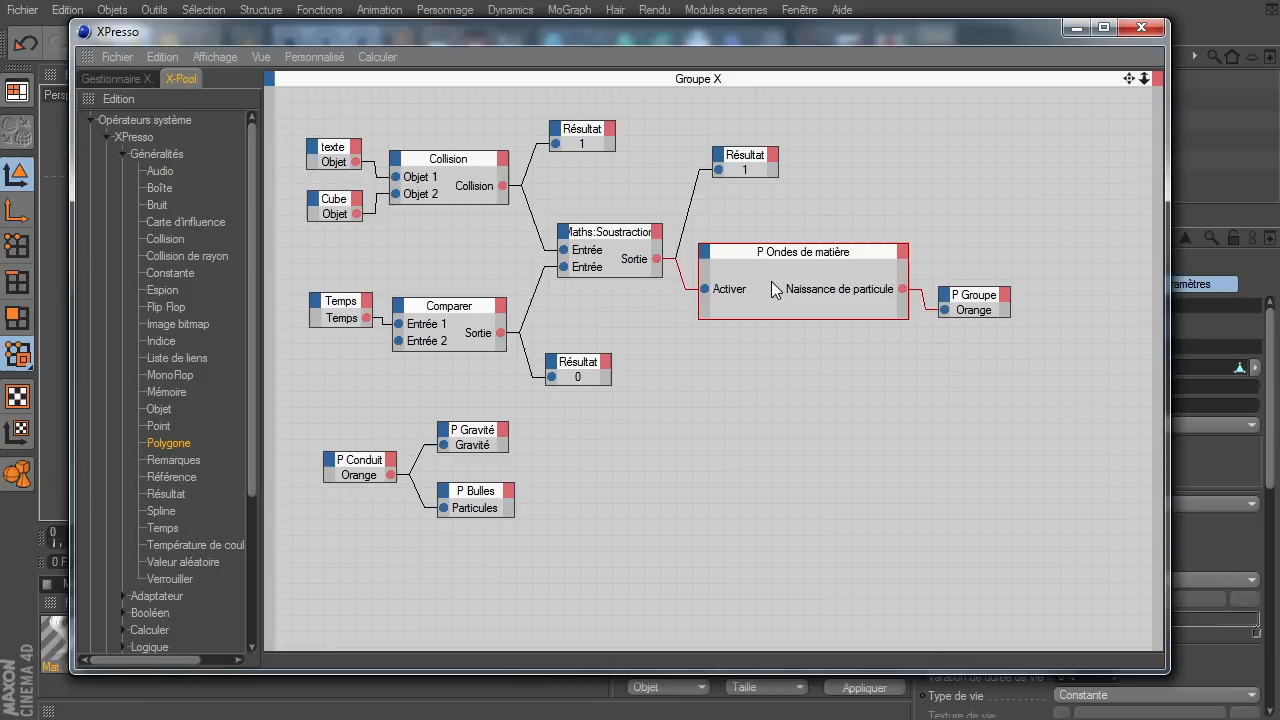 Fichier Edition Objets Outils Sélection Structure Fonctions Animation Personnage Dynamics MoGraph Hair Rendu Modules externes Fenêtre Aide
XPresso
Fichier Edition Affichage Vue Personnalisé Calculer
Gestionnaire X. X-Pool
Groupe X
Edition
Opérateurs système
XPresso
Généralités
Audio
Boîte
Bruit
Carte d'influence
Collision
Collision de rayon
Constante
Espion
Flip Flop
Image bitmap
Indice
Liste de liens
MonoFlop
Mémoire
Objet
Point
Polygone
Remarques
Référence
Résultat
Spline
Temps
Température de coul
Valeur aléatoire
Verrouiller
Adaptateur
Booléen
Calculer
Logique
texte
Objet
Cube
Objet
Collision
Objet 1
Objet 2
Collision
Résultat
1
Résultat
1
Maths:Soustraction
Entrée
Entrée
Sortie
P Ondes de matière
Activer Naissance de particule
P Groupe
Orange
Temps
Temps
Comparer
Entrée 1
Entrée 2
Sortie
Résultat
0
P Conduit
Orange
P Gravité
Gravité
P Bulles
Particules
0 F
Mat.
MAXON
CINEMA 4D
Objet Taille Appliquer
Type de vie Constante